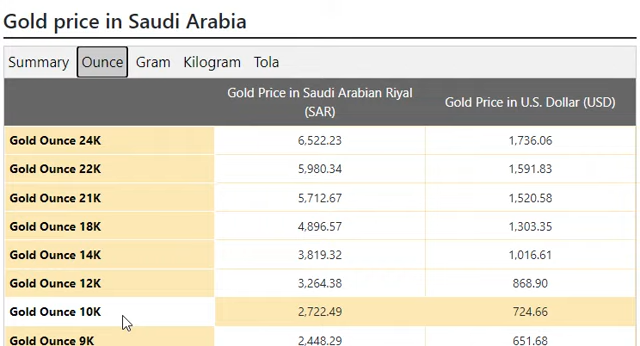 Gold price in Saudi Arabia
Summary Ounce Gram Kilogram Tola
Gold Price in Saudi Arabian Riyal
(SAR)
Gold Price in U.S. Dollar (USD)
Gold Ounce 24K 6,522.23 1,736.06
Gold Ounce 22K 5,980.34 1,591.83
Gold Ounce 21K 5,712.67 1,520.58
Gold Ounce 18K 4,896.57 1,303.35
Gold Ounce 14K 3,819.32 1,016.61
Gold Ounce 12K 3,264.38 868.90
Gold Ounce 10K 2,722.49 724.66
Gold Ounce 9K 2,448.29 651.68